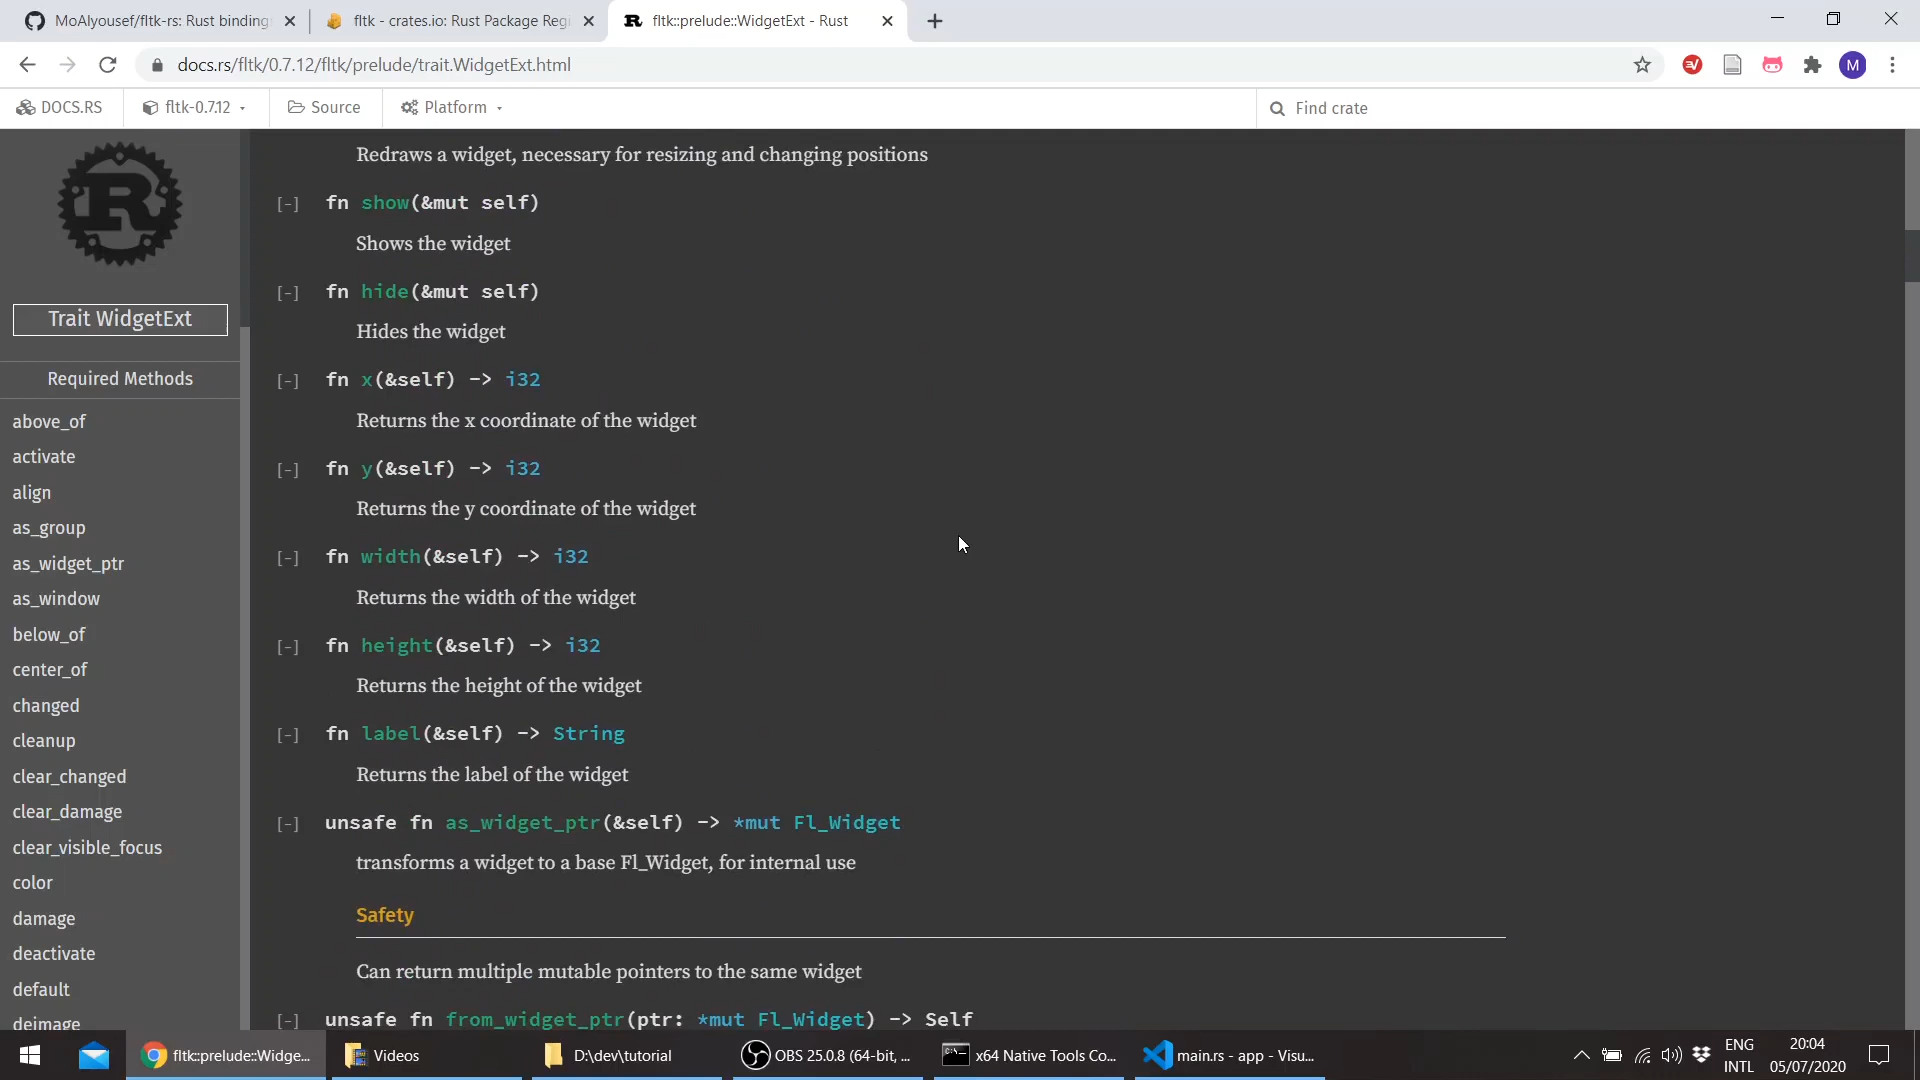 MoAlyousef/fltk-rs: Rust binding
fltk - crates.io: Rust Package Regi
fltk::prelude::WidgetExt - Rust
docs.rs/fltk/0.7.12/fltk/prelude/trait.WidgetExt.html
M
DOCS.RS
fltk-0.7.12
Source
Platform
Find crate
R
Trait WidgetExt
Required Methods
above_of
activate
align
as_group
as_widget_ptr
as_window
below_of
center_of
changed
cleanup
clear_changed
clear_damage
clear_visible_focus
color
damage
deactivate
default
deimage
Redraws a widget, necessary for resizing and changing positions
[-] fn show(&mut self)
Shows the widget
[-] fn hide(&mut self)
Hides the widget
[-] fn x(&self) -> i32
Returns the x coordinate of the widget
[-] fn y(&self) -> i32
Returns the y coordinate of the widget
[-] fn width(&self) -> i32
Returns the width of the widget
[-] fn height(&self) -> i32
Returns the height of the widget
[-] fn label(&self) -> String
Returns the label of the widget
[-] unsafe fn as_widget_ptr(&self) -> *mut Fl_Widget
transforms a widget to a base Fl_Widget, for internal use
Safety
Can return multiple mutable pointers to the same widget
[-] unsafe fn from_widget_ptr(ptr: *mut Fl_Widget) -> Self
fltk::prelude::Widge...
Videos
D:\dev\tutorial
OBS 25.0.8 (64-bit, ...
x64 Native Tools Co...
main.rs - app - Visu...
ENG
INTL
20:04
05/07/2020